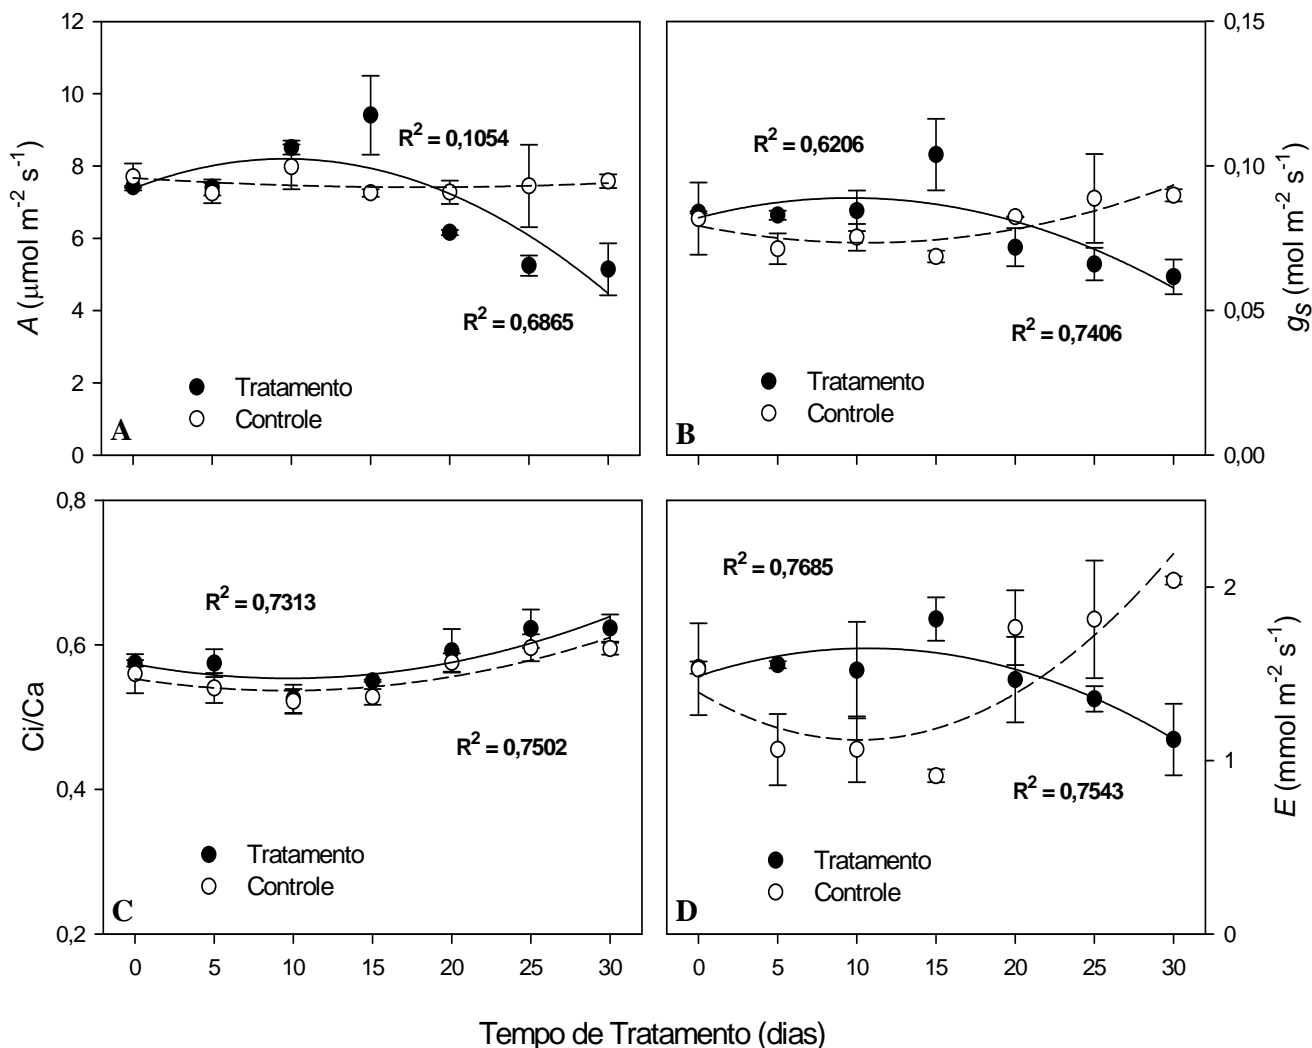 12
10
8
6
4
2
0
A (μmol m⁻² s⁻¹)
R² = 0,1054
R² = 0,6865
Tratamento
Controle
A
0,15
0,10
0,05
0,00
gs (mol m⁻² s⁻¹)
R² = 0,6206
R² = 0,7406
Tratamento
Controle
B
0,8
0,6
0,4
0,2
Ci/Ca
R² = 0,7313
R² = 0,7502
Tratamento
Controle
C
0 5 10 15 20 25 30
2
1
0
E (mmol m⁻² s⁻¹)
R² = 0,7685
R² = 0,7543
Tratamento
Controle
D
0 5 10 15 20 25 30
Tempo de Tratamento (dias)